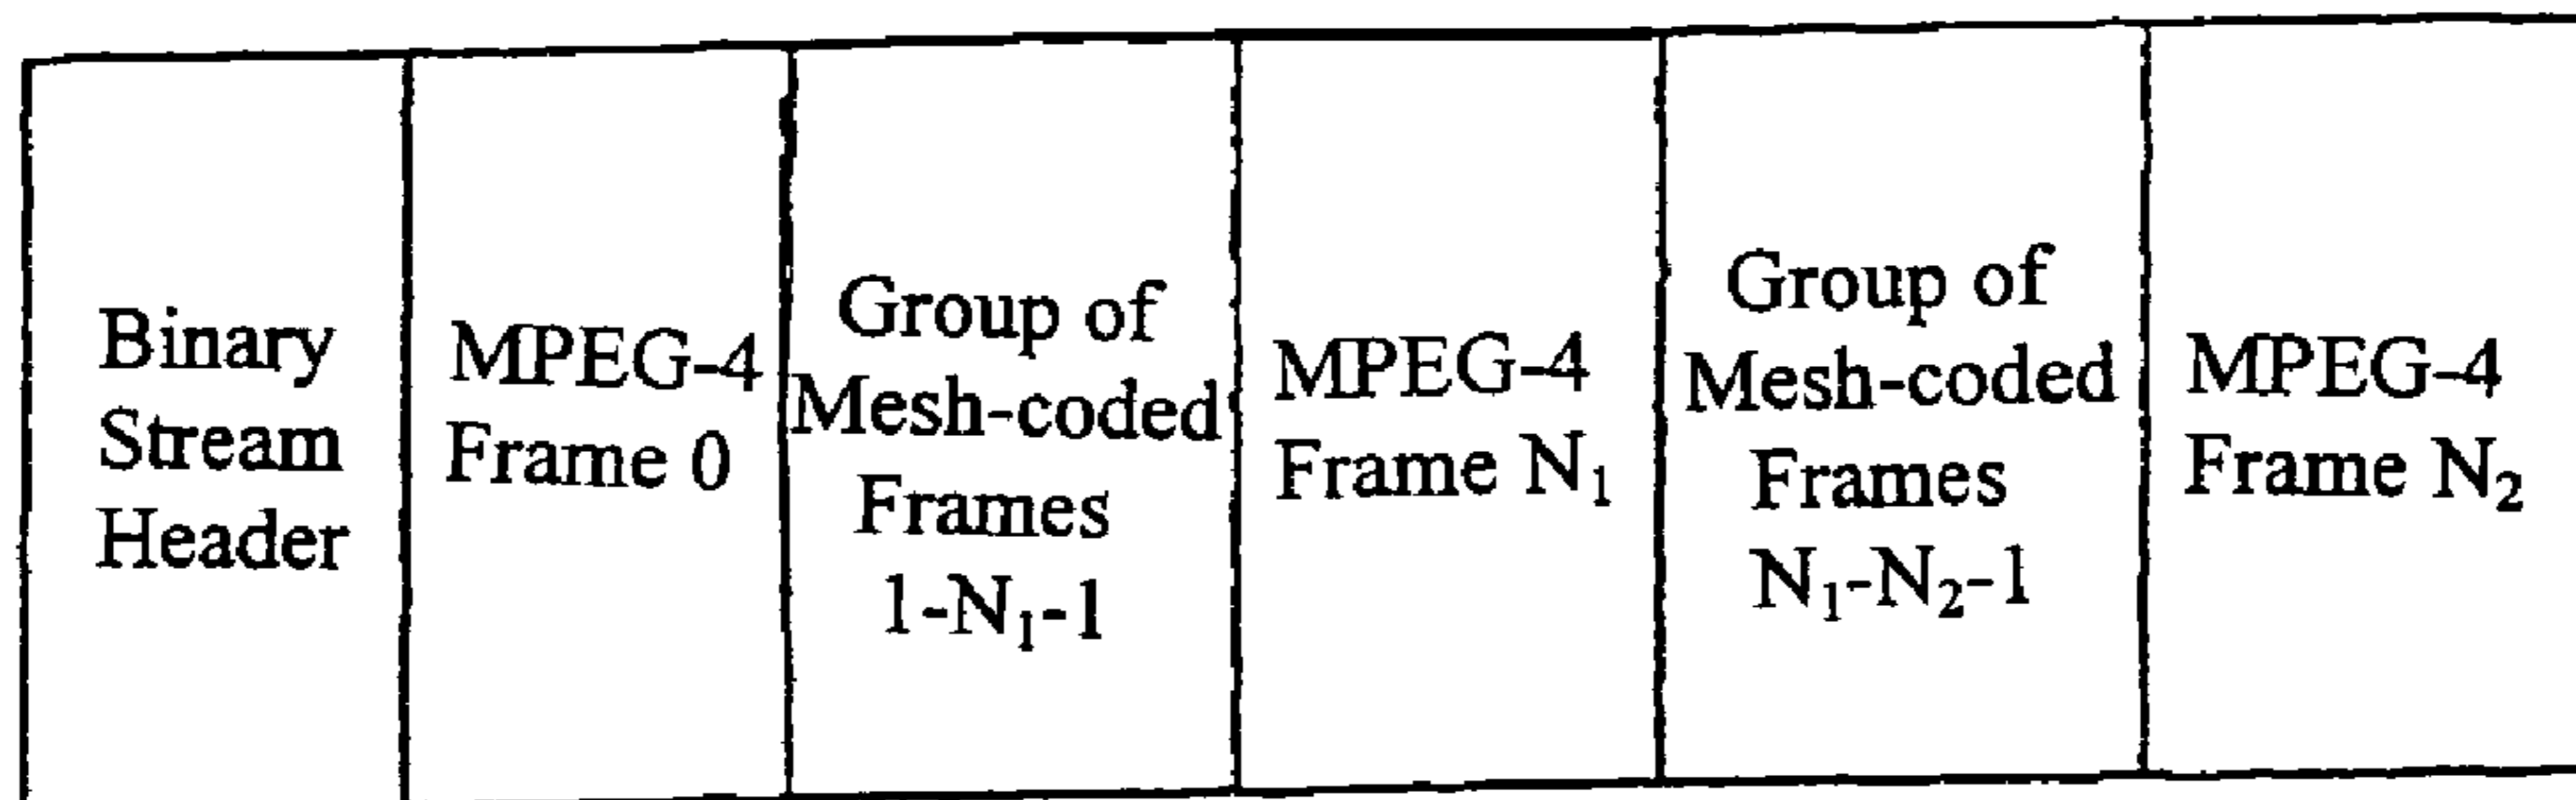 Binary
Stream
Header
MPEG-4
Frame 0
Group of
Mesh-coded
Frames
1-N₁-1
MPEG-4
Frame N₁
Group of
Mesh-coded
Frames
N₁-N₂-1
MPEG-4
Frame N₂